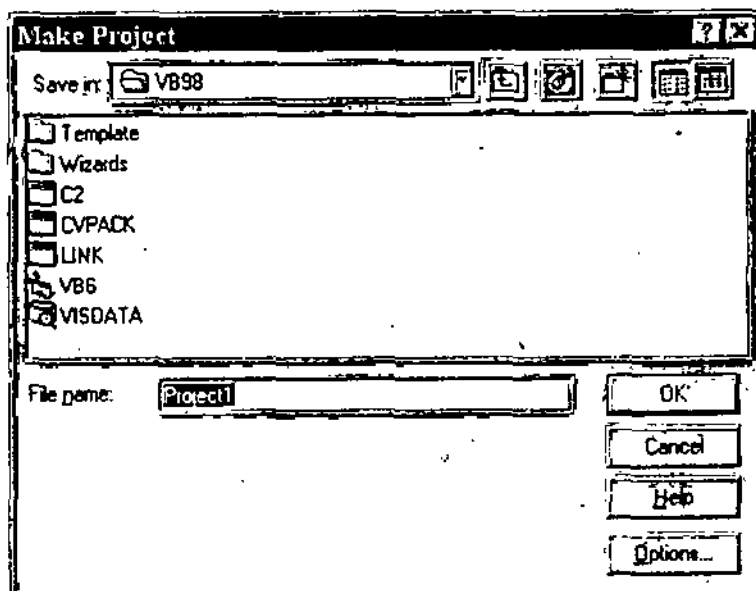 Make Project
Save in: VB98
Template
Wizards
C2
CVPACK
LINK
VB6
VISDATA
File name: Project1
OK
Cancel
Help
Options...